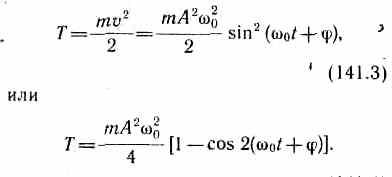 T = mv²/2 = mA²ω₀²/2 sin² (ω₀t + φ),
(141.3)
или
T = mA²ω₀²/4 [1 — cos 2(ω₀t + φ)].